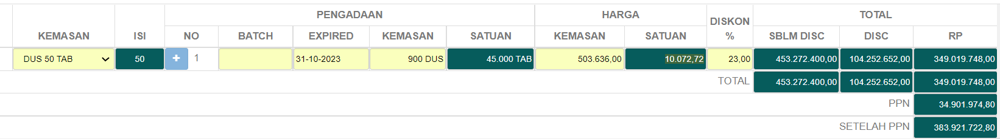 PENGADAAN HARGA DISKON % TOTAL
KEMASAN ISI NO BATCH EXPIRED KEMASAN SATUAN KEMASAN SATUAN SBLM DISC DISC RP
DUS 50 TAB 50 + 1 31-10-2023 900 DUS 45.000 TAB 503.636,00 10.072,72 23,00 453.272.400,00 104.252.652,00 349.019.748,00
TOTAL 453.272.400,00 104.252.652,00 349.019.748,00
PPN 34.901.974,80
SETELAH PPN 383.921.722,80